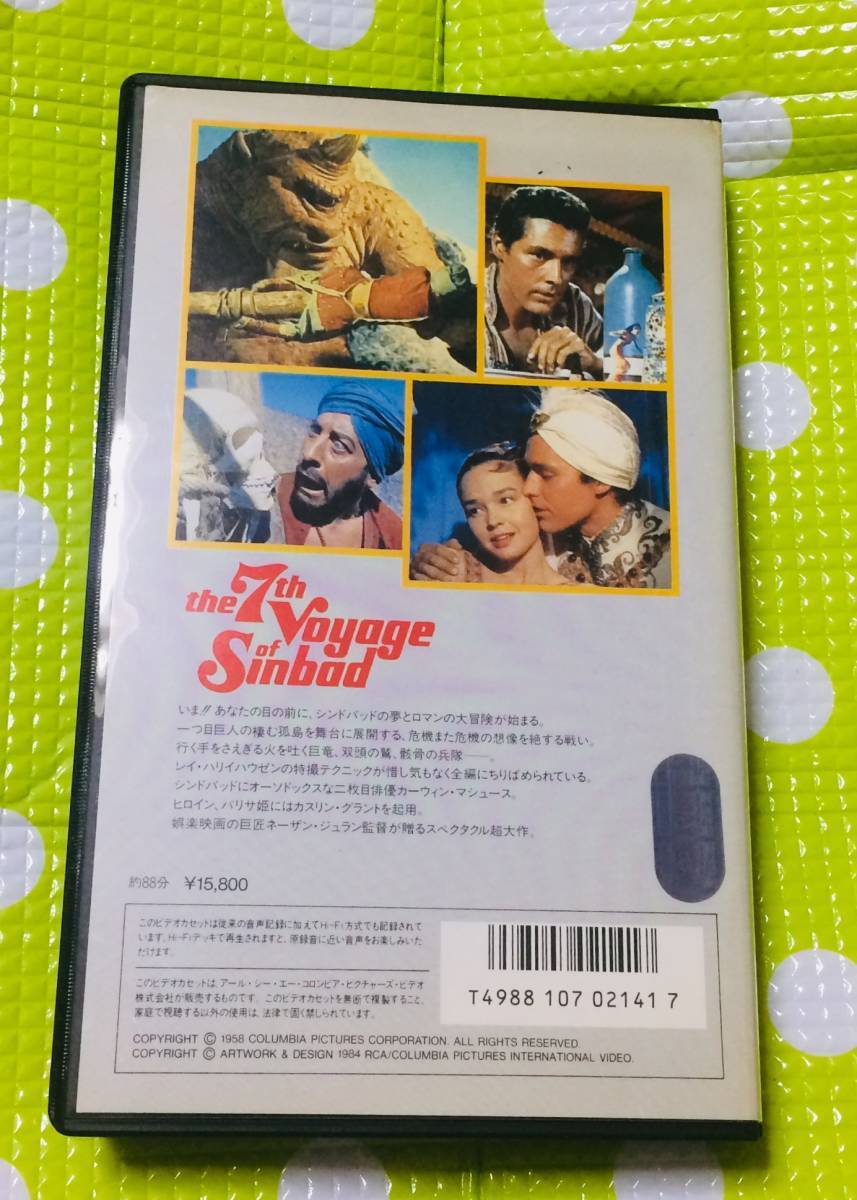 the 7th
Voyage
of
Sinbad
いま!! あなたの目の前に、シンドバッドの夢とロマンの大冒険が始まる。
一つ目巨人の棲む孤島を舞台に展開する、危機また危機の想像を絶する戦い。
行く手をさえぎる火を吐く巨竜、双頭の鷲、骸骨の兵隊——。
レイ・ハリイハウゼンの特撮テクニックが惜し気もなく全編にちりばめられている。
シンドバッドにオーソドックスな二枚目俳優カーウィン・マシュース。
ヒロイン、パリサ姫にはカスリン・グラントを起用。
娯楽映画の巨匠ネーザン・ジュラン監督が贈るスペクタクル超大作。
約88分 ¥15,800
このビデオカセットは従来の音声記録に加えてHi-Fi方式でも記録されて
います。Hi-Fiデッキで再生されますと、原録音に近い音声をお楽しみいた
だけます。
このビデオカセットは、アール・シー・エー・コロンビア・ピクチャーズ・ビデオ
株式会社が販売するものです。このビデオカセットを無断で複製すること、
家庭で視聴する以外の使用は、法律で固く禁じられています。
T4988 107 02141 7
COPYRIGHT © 1958 COLUMBIA PICTURES CORPORATION. ALL RIGHTS RESERVED.
COPYRIGHT © ARTWORK & DESIGN 1984 RCA/COLUMBIA PICTURES INTERNATIONAL VIDEO.